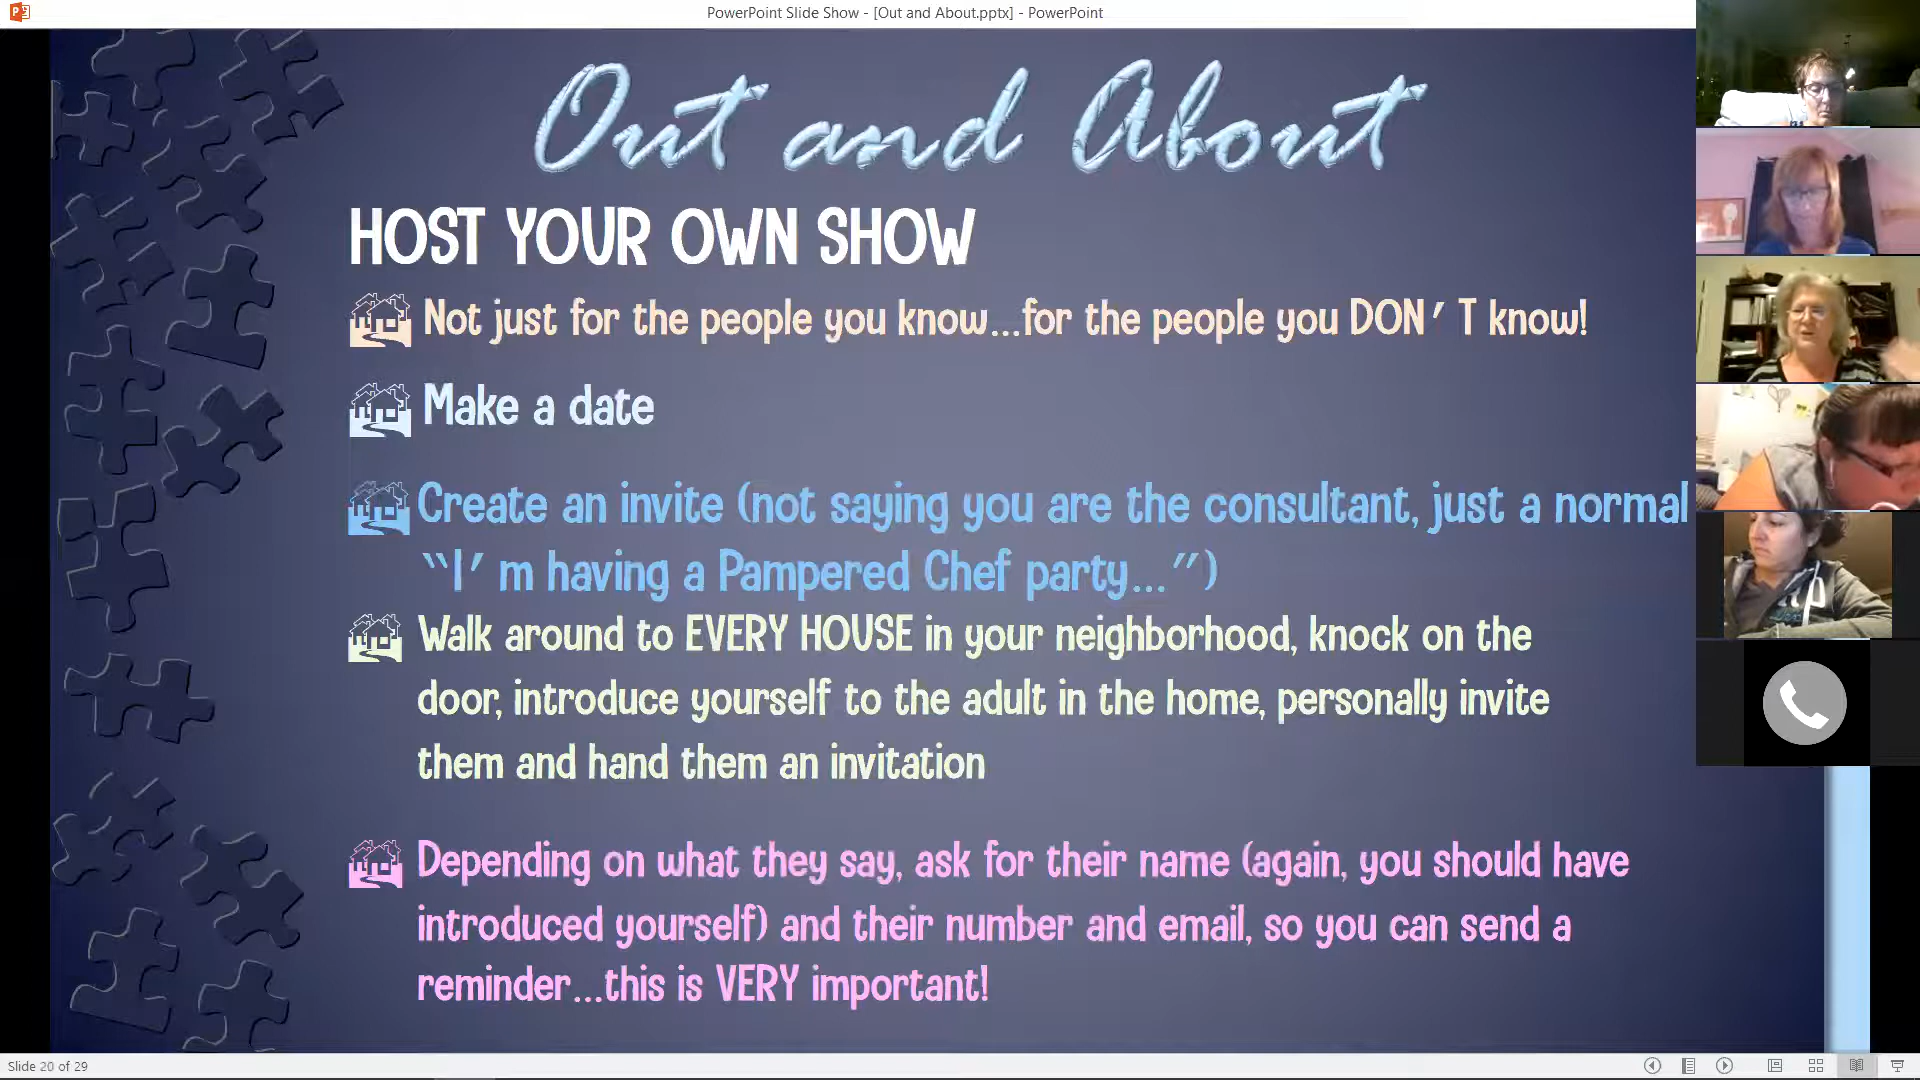 PowerPoint Slide Show - [Out and About.pptx] - PowerPoint
Out and About
HOST YOUR OWN SHOW
Not just for the people you know...for the people you DON' T know!
Make a date
Create an invite (not saying you are the consultant, just a normal
“I' m having a Pampered Chef party...”)
Walk around to EVERY HOUSE in your neighborhood, knock on the
door, introduce yourself to the adult in the home, personally invite
them and hand them an invitation
Depending on what they say, ask for their name (again, you should have
introduced yourself) and their number and email, so you can send a
reminder...this is VERY important!
Slide 20 of 29